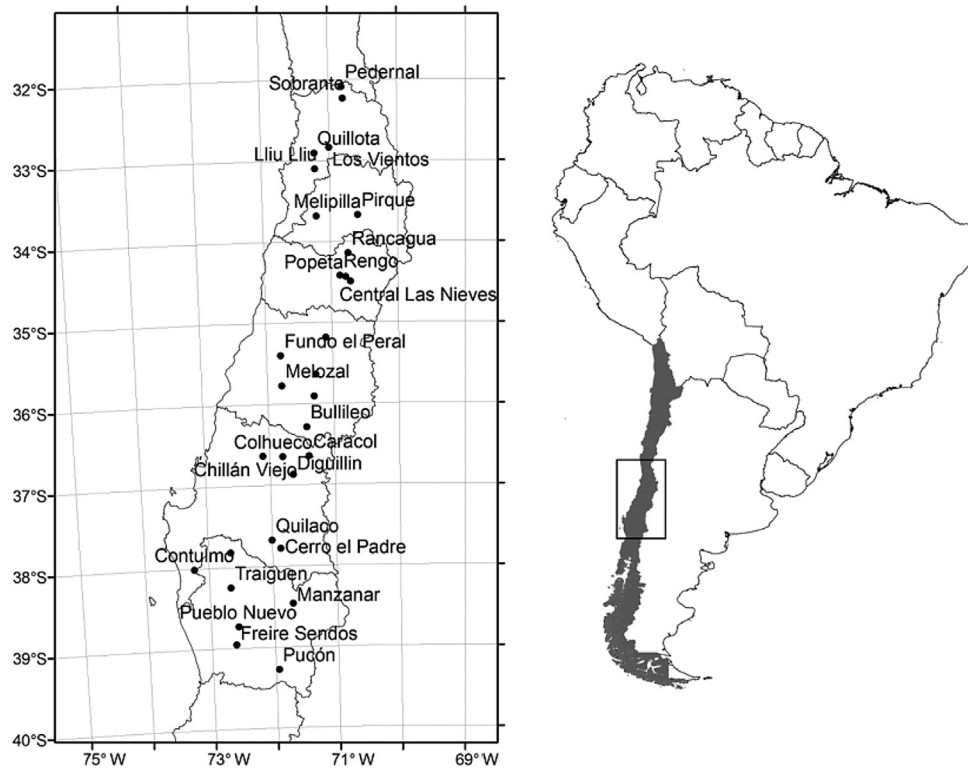 Pedernal
Sobrante
32°S
Quillota
Lliu Lliu
Los Vientos
33°S
Melipilla
Pirque
34°S
Rancagua
Popeta
Rengo
Central Las Nieves
35°S
Fundo el Peral
Melozal
36°S
Bullileo
Colhueco
Caracol
Chillán Viejo
Diguillin
37°S
Quilaco
Cerro el Padre
Contulmo
38°S
Traiguen
Manzanar
Pueblo Nuevo
Freire Sendos
39°S
Pucón
40°S
75°W
73°W
71°W
69°W